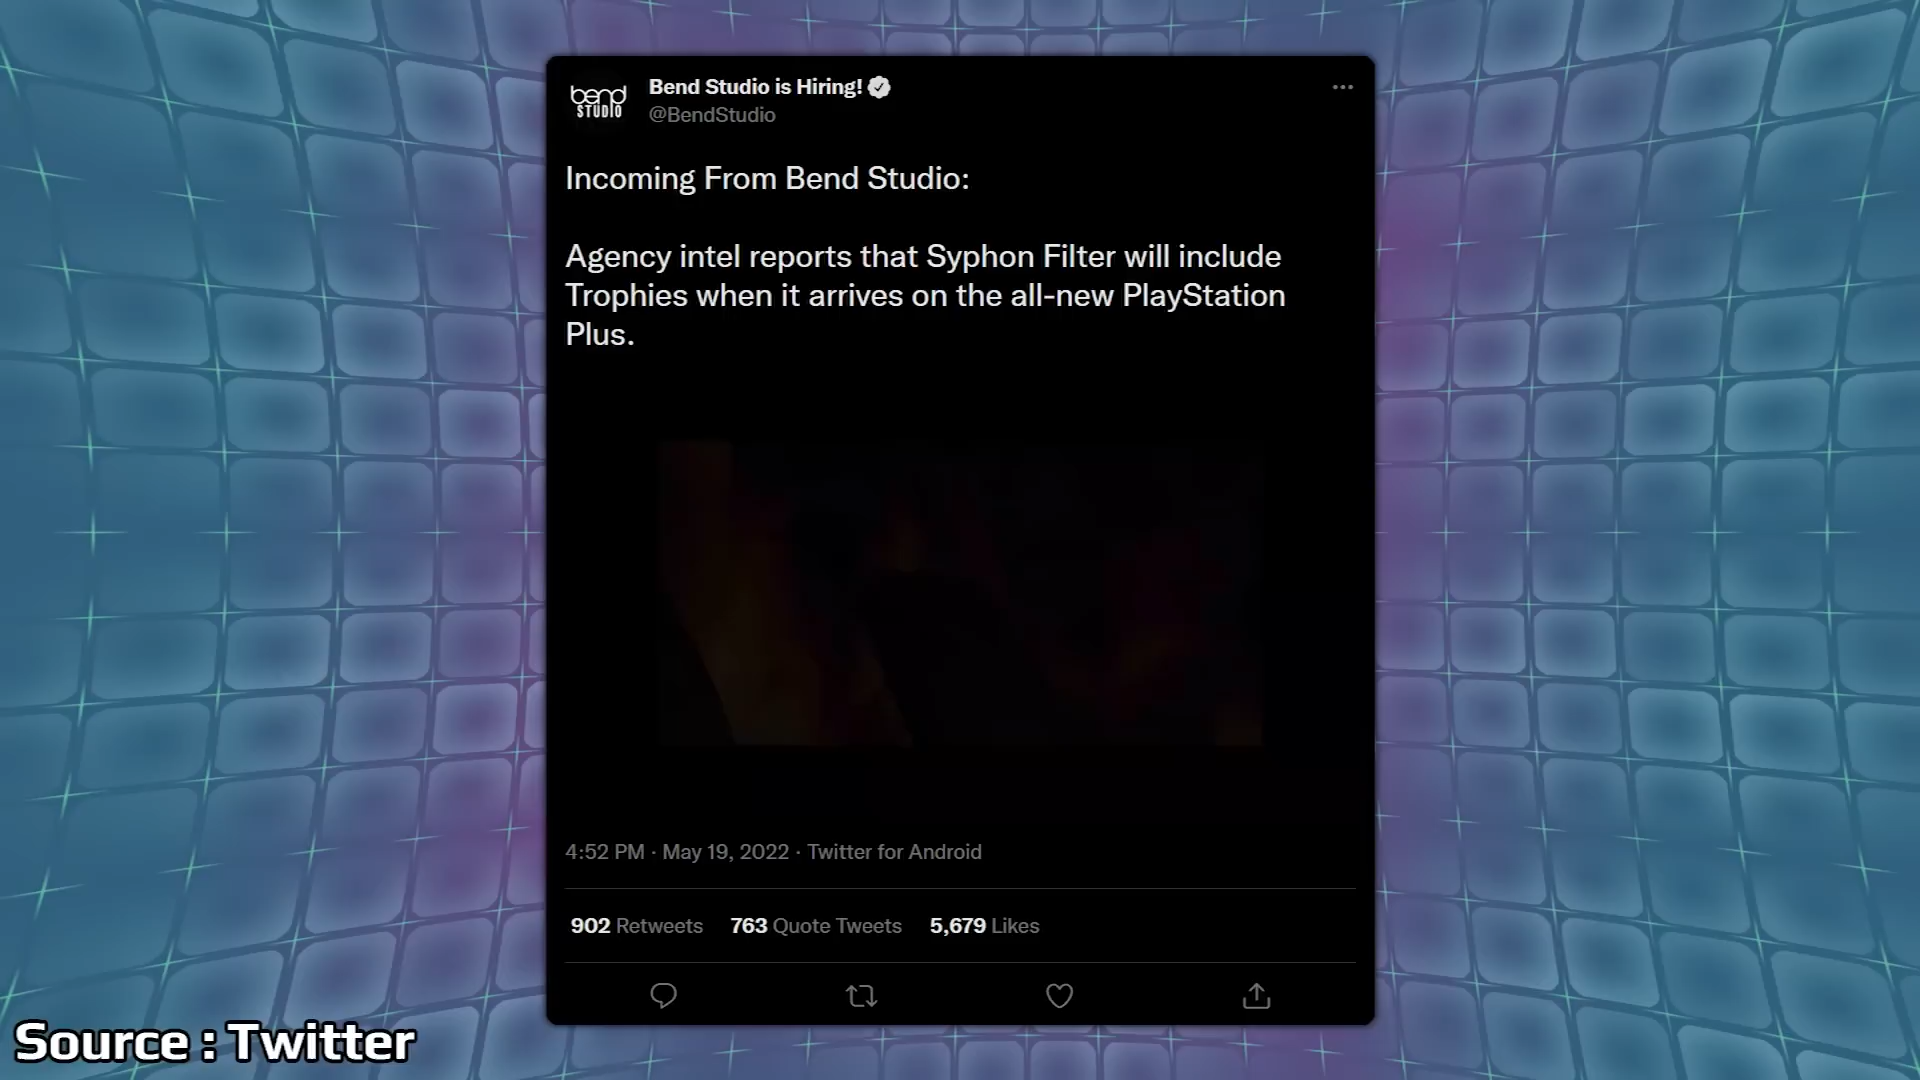 bend
STUDIO
Bend Studio is Hiring!
@BendStudio
Incoming From Bend Studio:
Agency intel reports that Syphon Filter will include
Trophies when it arrives on the all-new PlayStation
Plus.
4:52 PM · May 19, 2022 · Twitter for Android
902 Retweets 763 Quote Tweets 5,679 Likes
Source : Twitter